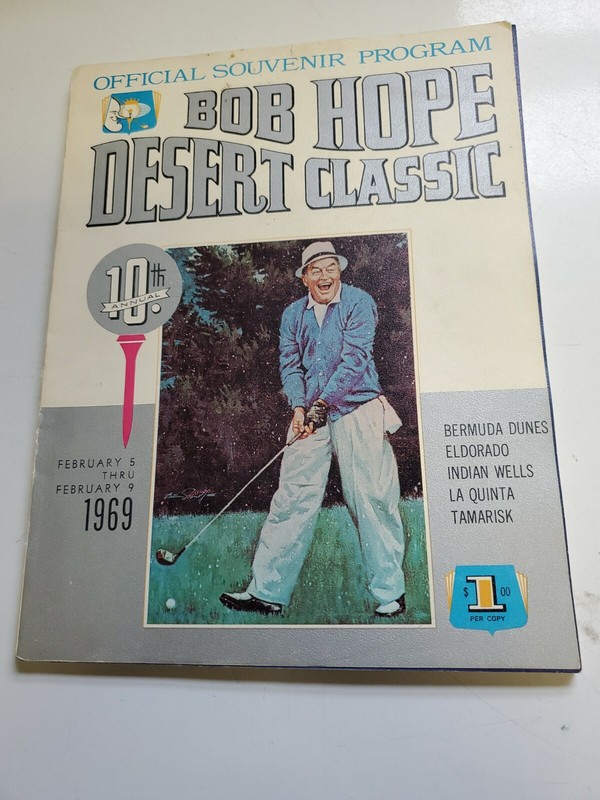 OFFICIAL SOUVENIR PROGRAM
BOB HOPE
DESERT CLASSIC
10th
ANNUAL
FEBRUARY 5
THRU
FEBRUARY 9
1969
BERMUDA DUNES
ELDORADO
INDIAN WELLS
LA QUINTA
TAMARISK
$1 00
PER COPY